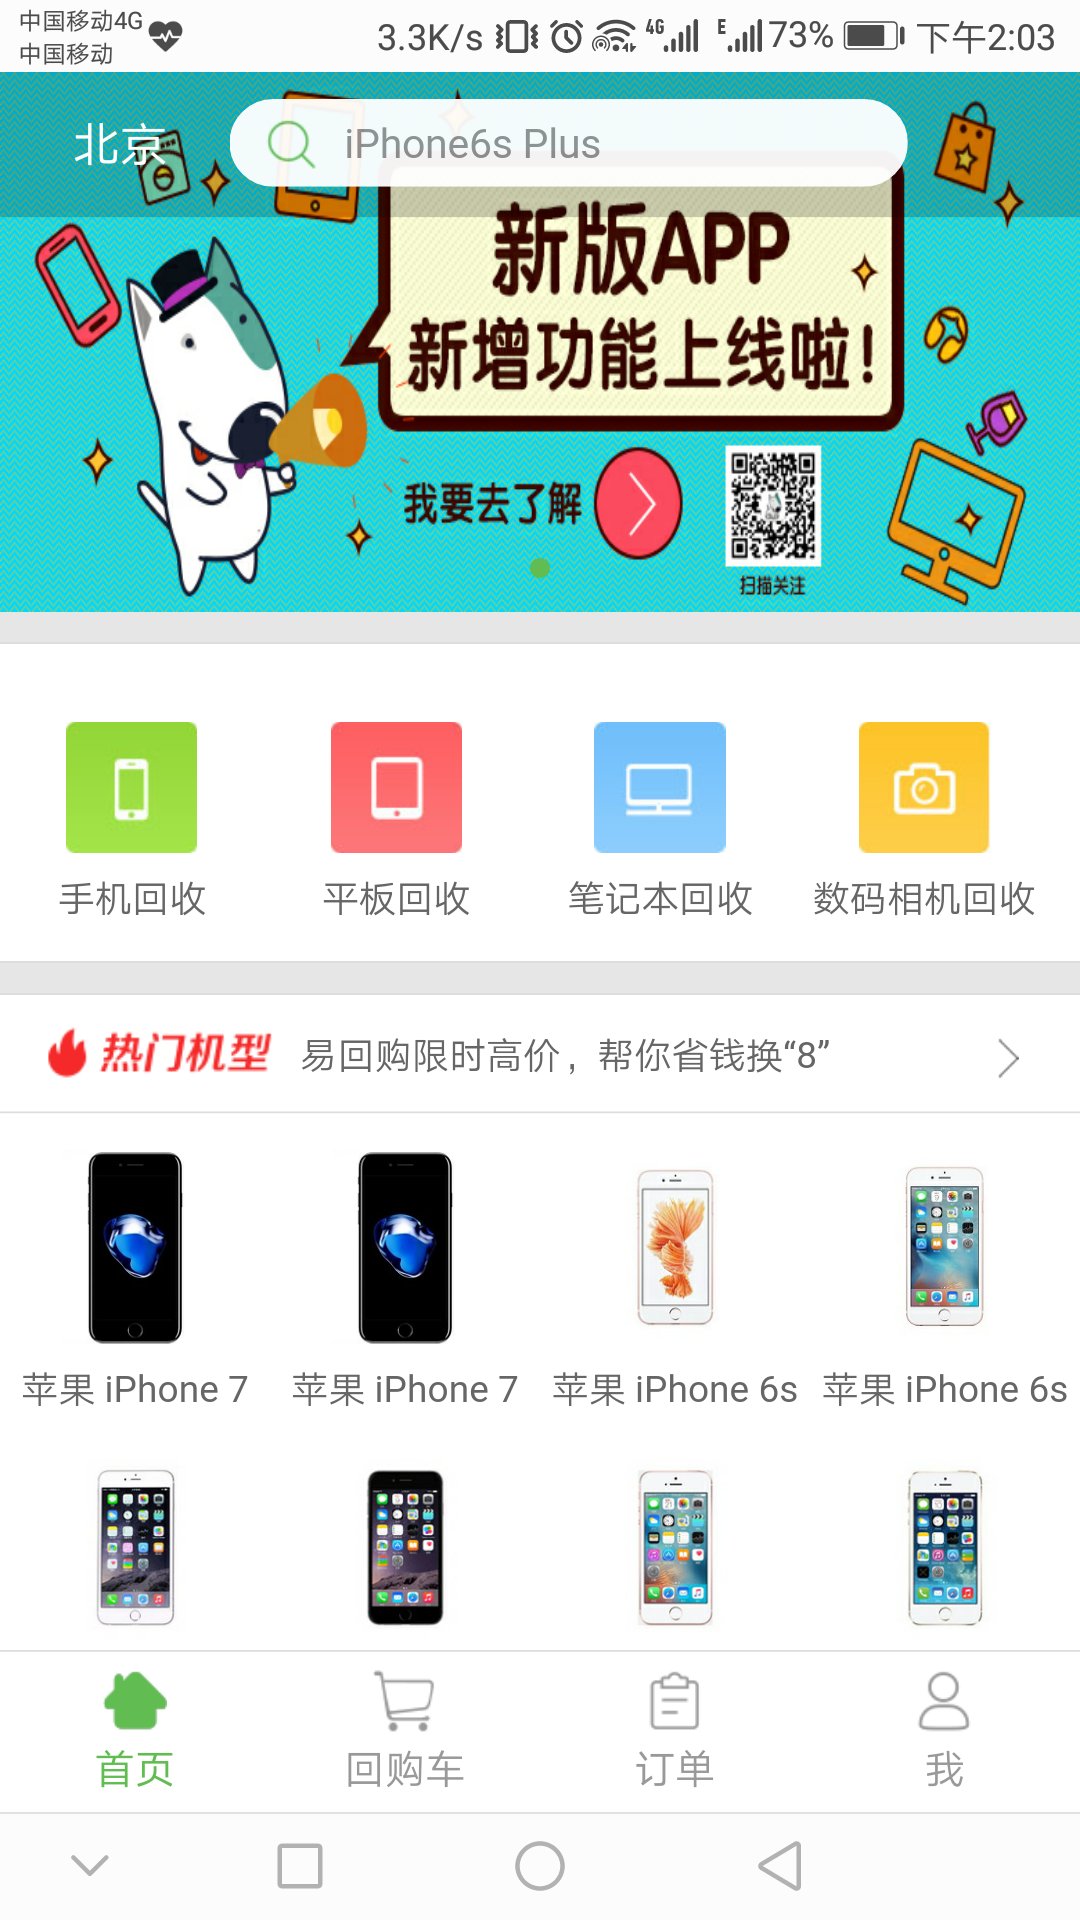 中国移动4G
中国移动
3.3K/s 4G E 73% 下午2:03
北京
iPhone6s Plus
新版APP
新增功能上线啦!
我要去了解
扫描关注
手机回收
平板回收
笔记本回收
数码相机回收
热门机型 易回购限时高价，帮你省钱换“8”
苹果 iPhone 7
苹果 iPhone 7
苹果 iPhone 6s
苹果 iPhone 6s
首页
回购车
订单
我